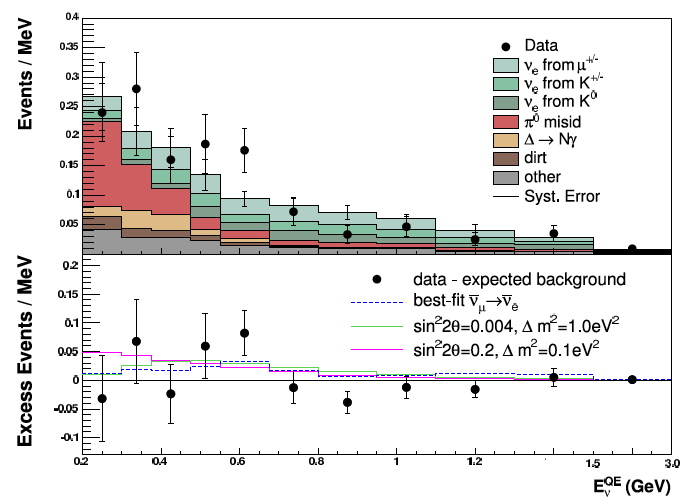 0.4
0.3
0.25
0.2
0.15
0.1
0.05
Events / MeV
Data
νe from μ+/-
νe from K+/-
νe from K0
π0 misid
Δ → Nγ
dirt
other
Syst. Error
0.2
0.15
0.1
0.05
0
-0.05
-0.1
Excess Events / MeV
data - expected background
best-fit ν̄μ→ν̄e
sin²2θ=0.004, Δ m²=1.0eV²
sin²2θ=0.2, Δ m²=0.1eV²
0.2 0.4 0.6 0.8 1 1.2 1.5 3.0
EνQE (GeV)